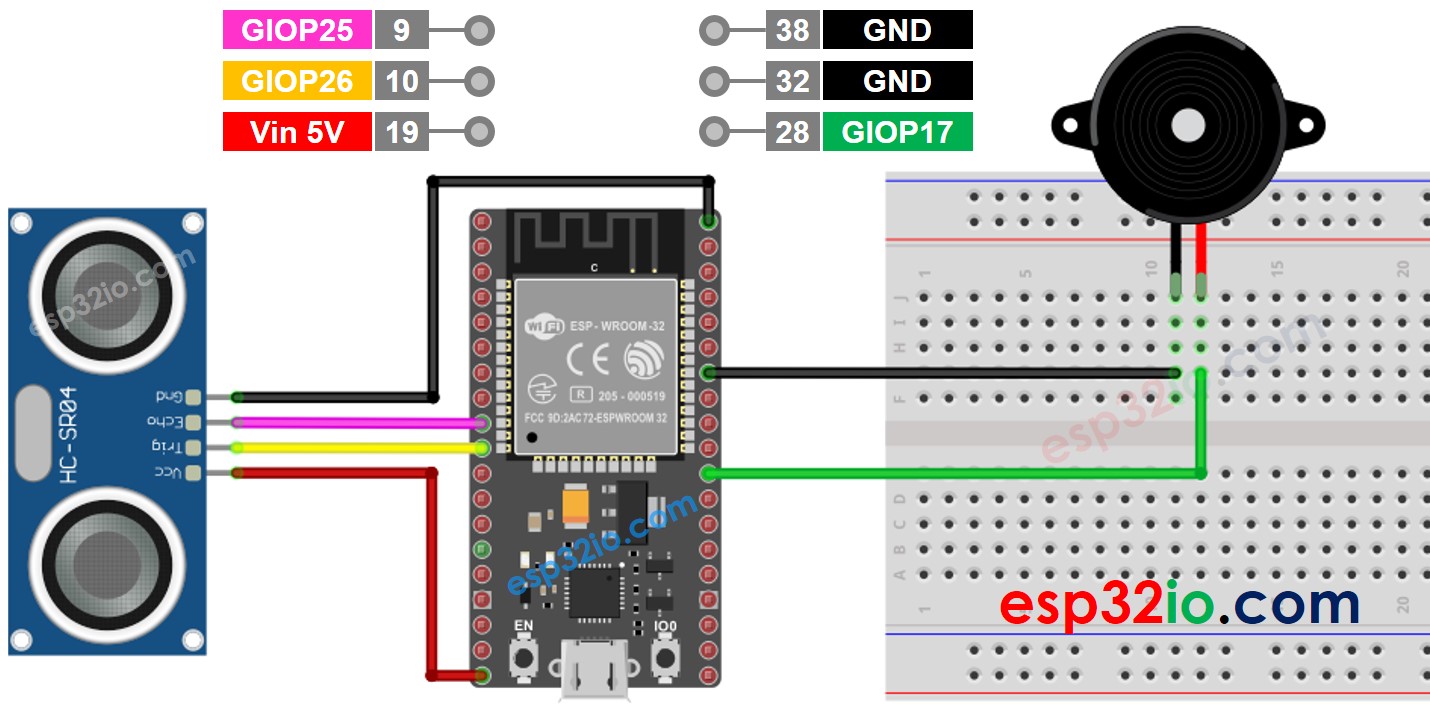 GIOP25 9
38 GND
GIOP26 10
32 GND
Vin 5V 19
28 GIOP17
esp32io.com
Gnd
Echo
Trig
Vcc
HC-SR04
C
WiFi ESP - WROOM -32
CE
R 205 - 000519
FCC 9D:2AC72-ESPWROOM 32
esp32io.com
EN
IO0
1 5 10 15 20
J
I
H
F
esp32io.com
D
C
B
A
1 20
esp32io.com